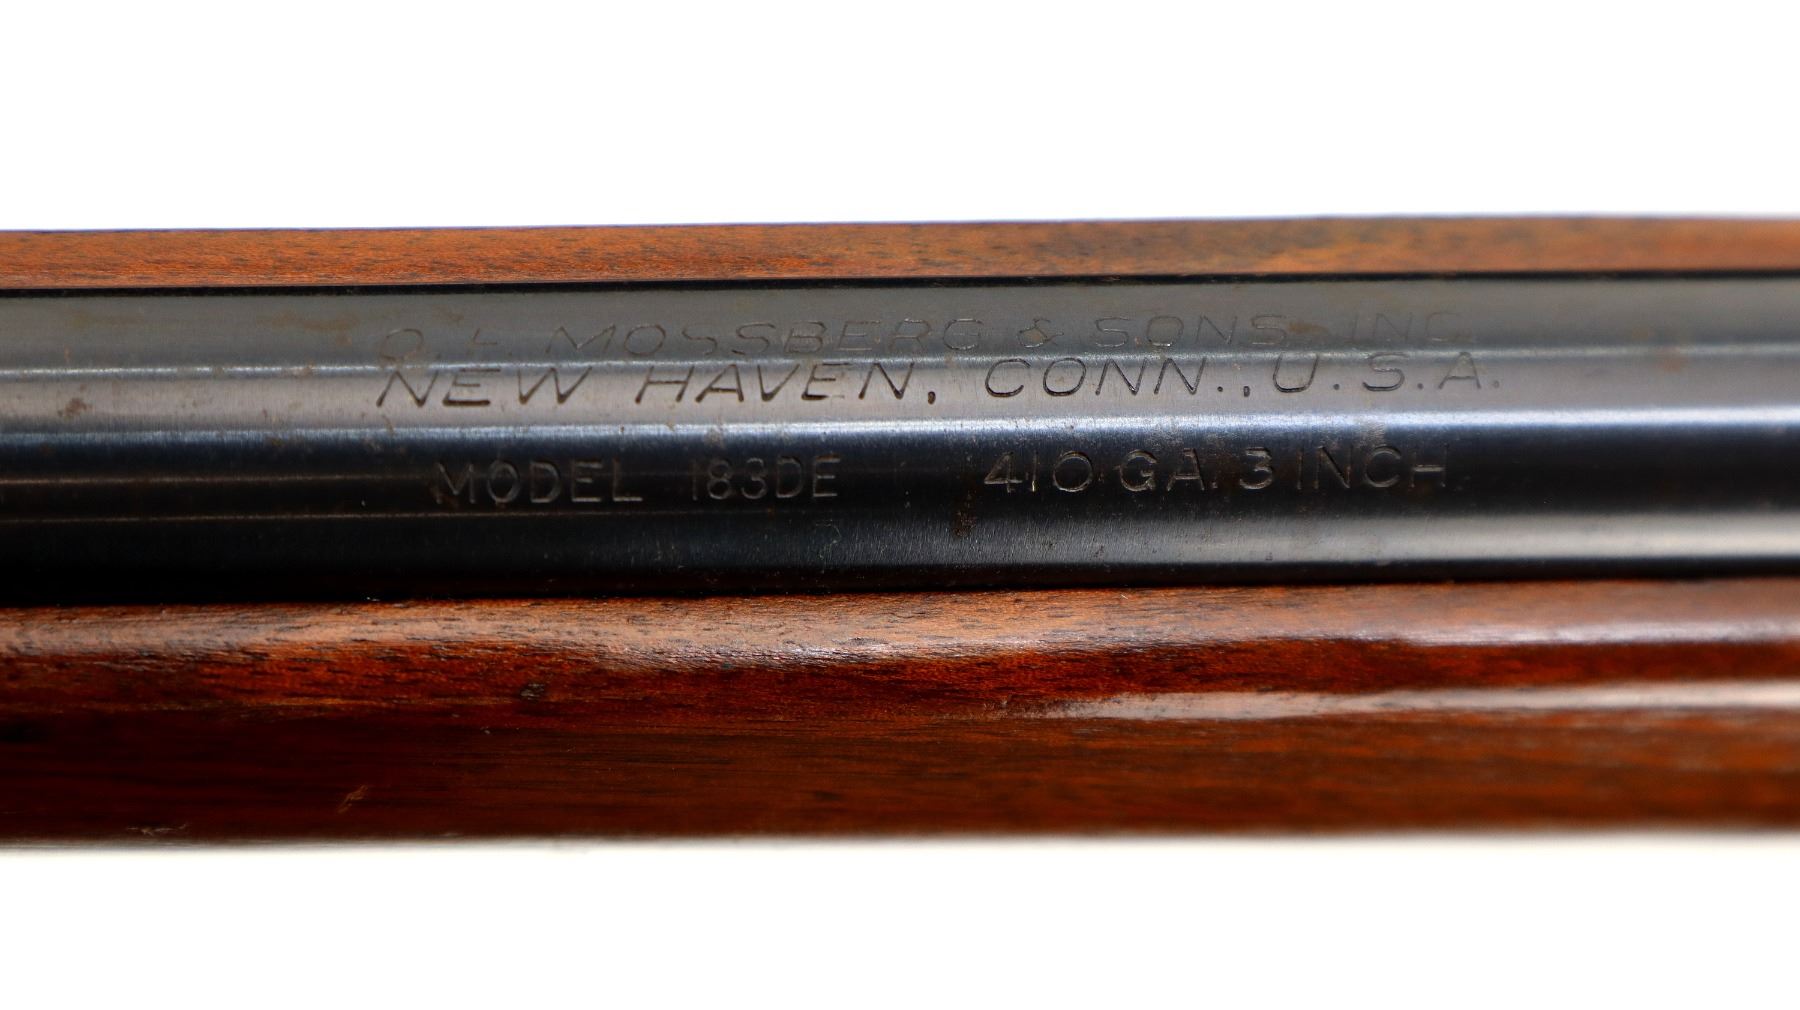 O.F. MOSSBERG & SONS, INC.
NEW HAVEN, CONN., U.S.A.
MODEL 183DE 410 GA. 3 INCH